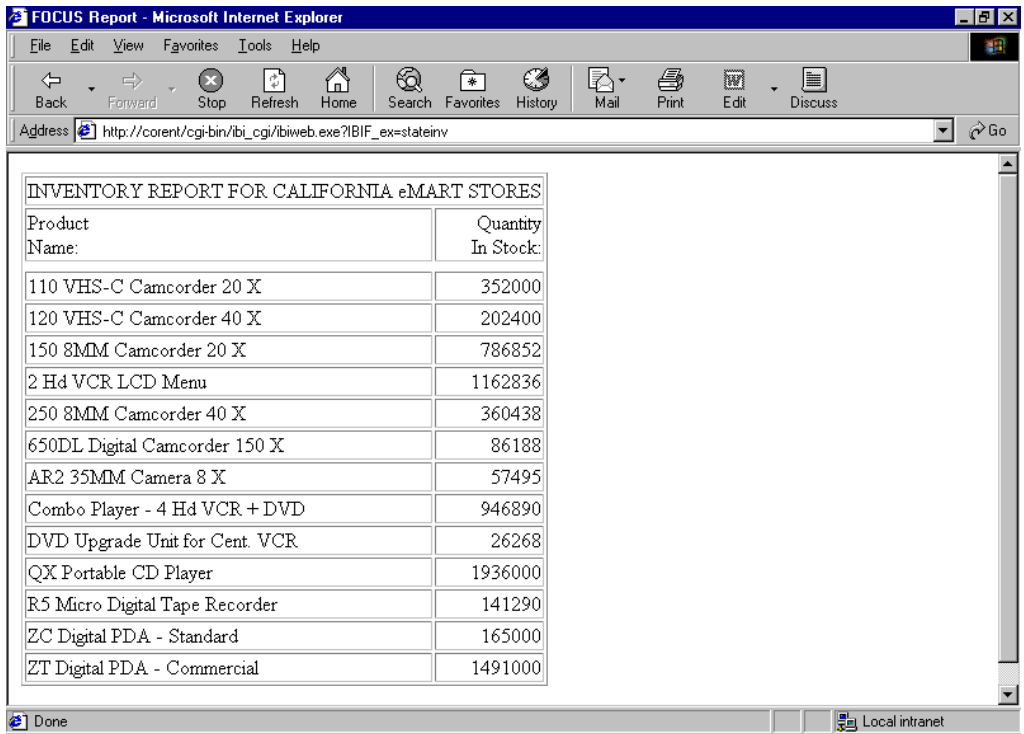 FOCUS Report - Microsoft Internet Explorer
File Edit View Favorites Tools Help
Back Forward Stop Refresh Home Search Favorites History Mail Print Edit Discuss
Address http://corent/cgi-bin/ibi_cgi/ibiweb.exe?IBIF_ex=stateinv Go
INVENTORY REPORT FOR CALIFORNIA eMART STORES
Product Quantity
Name: In Stock:
110 VHS-C Camcorder 20 X 352000
120 VHS-C Camcorder 40 X 202400
150 8MM Camcorder 20 X 786852
2 Hd VCR LCD Menu 1162836
250 8MM Camcorder 40 X 360438
650DL Digital Camcorder 150 X 86188
AR2 35MM Camera 8 X 57495
Combo Player - 4 Hd VCR + DVD 946890
DVD Upgrade Unit for Cent. VCR 26268
QX Portable CD Player 1936000
R5 Micro Digital Tape Recorder 141290
ZC Digital PDA - Standard 165000
ZT Digital PDA - Commercial 1491000
Done Local intranet